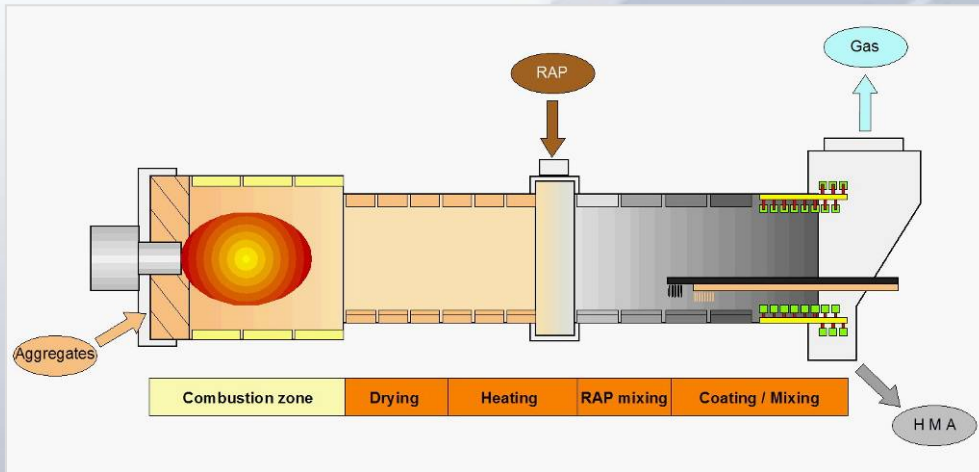 Gas
RAP
Aggregates
Combustion zone
Drying
Heating
RAP mixing
Coating / Mixing
H M A